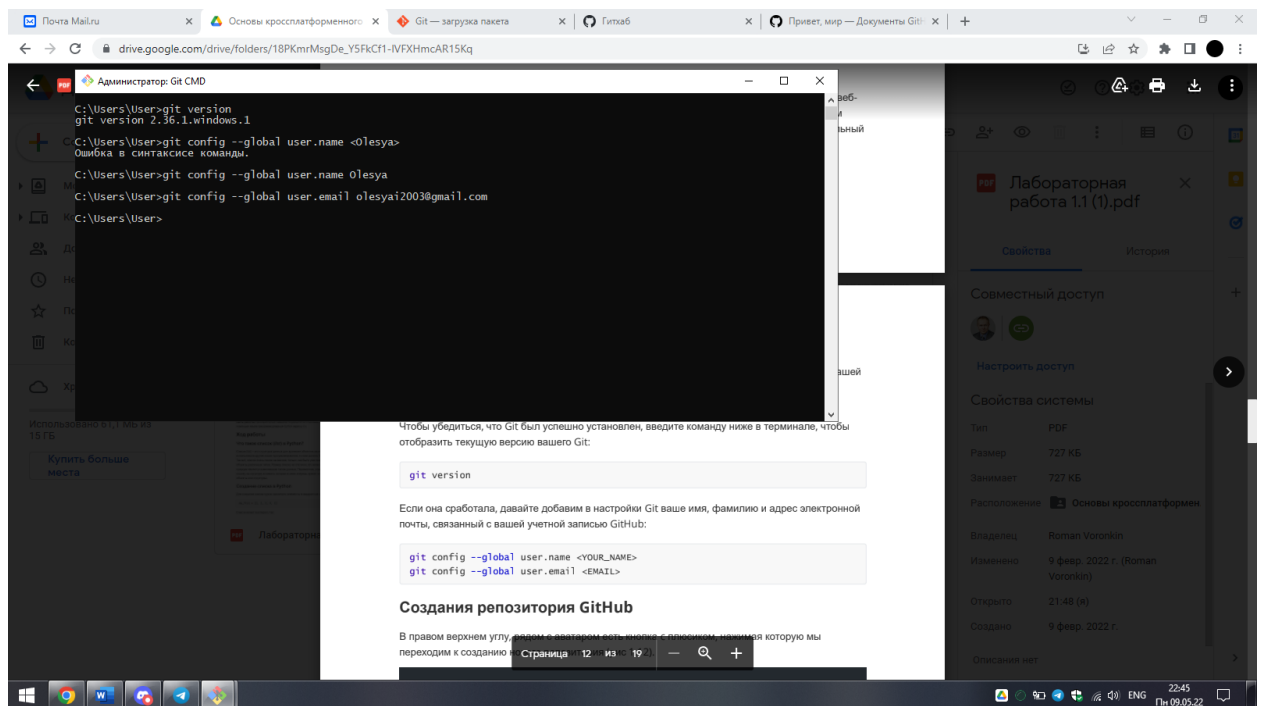 Почта Mail.ru
Основы кроссплатформенного
Git — загрузка пакета
Гитхаб
Привет, мир — Документы GitH
drive.google.com/drive/folders/18PKmrMsgDe_Y5FkCf1-IVFXHmcAR15Kq
Администратор: Git CMD
C:\Users\User>git version
git version 2.36.1.windows.1
C:\Users\User>git config --global user.name <Olesya>
Ошибка в синтаксисе команды.
C:\Users\User>git config --global user.name Olesya
C:\Users\User>git config --global user.email olesyai2003@gmail.com
C:\Users\User>
веб-
ьный
ашей
Чтобы убедиться, что Git был успешно установлен, введите команду ниже в терминале, чтобы
отобразить текущую версию вашего Git:
git version
Если она сработала, давайте добавим в настройки Git ваше имя, фамилию и адрес электронной
почты, связанный с вашей учетной записью GitHub:
git config --global user.name <YOUR_NAME>
git config --global user.email <EMAIL>
Создания репозитория GitHub
В правом верхнем углу, рядом с аватаром есть кнопка с плюсиком, нажимая которую мы
переходим к созданию
Страница 12 из 19
Использовано 61,1 МБ из
15 ГБ
Купить больше
места
PDF Лабораторна
PDF Лабораторная
работа 1.1 (1).pdf
Свойства История
Совместный доступ
Настроить доступ
Свойства системы
Тип PDF
Размер 727 КБ
Занимает 727 КБ
Расположение Основы кроссплатформен
Владелец Roman Voronkin
Изменено 9 февр. 2022 г. (Roman
Voronkin)
Открыто 21:48 (я)
Создано 9 февр. 2022 г.
Описания нет
ENG
22:45
Пн 09.05.22